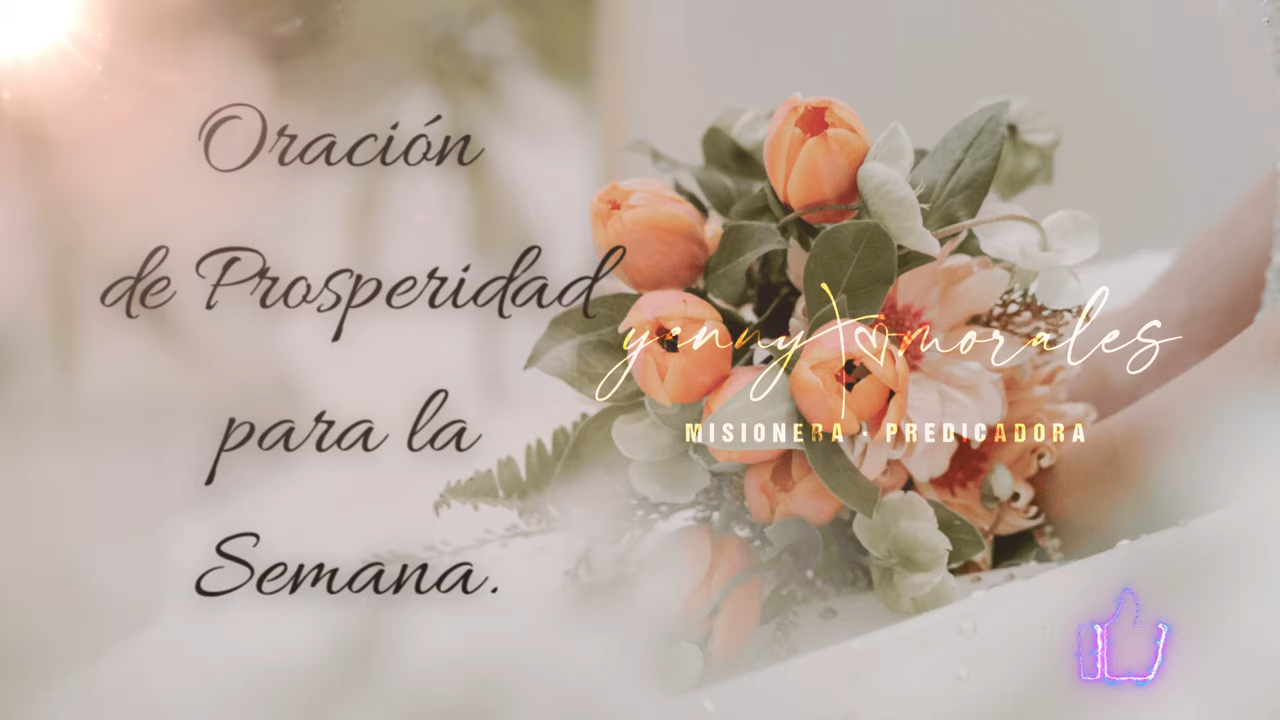 Oración
de Prosperidad
para la
Semana.
yenny morales
MISIONERA · PREDICADORA